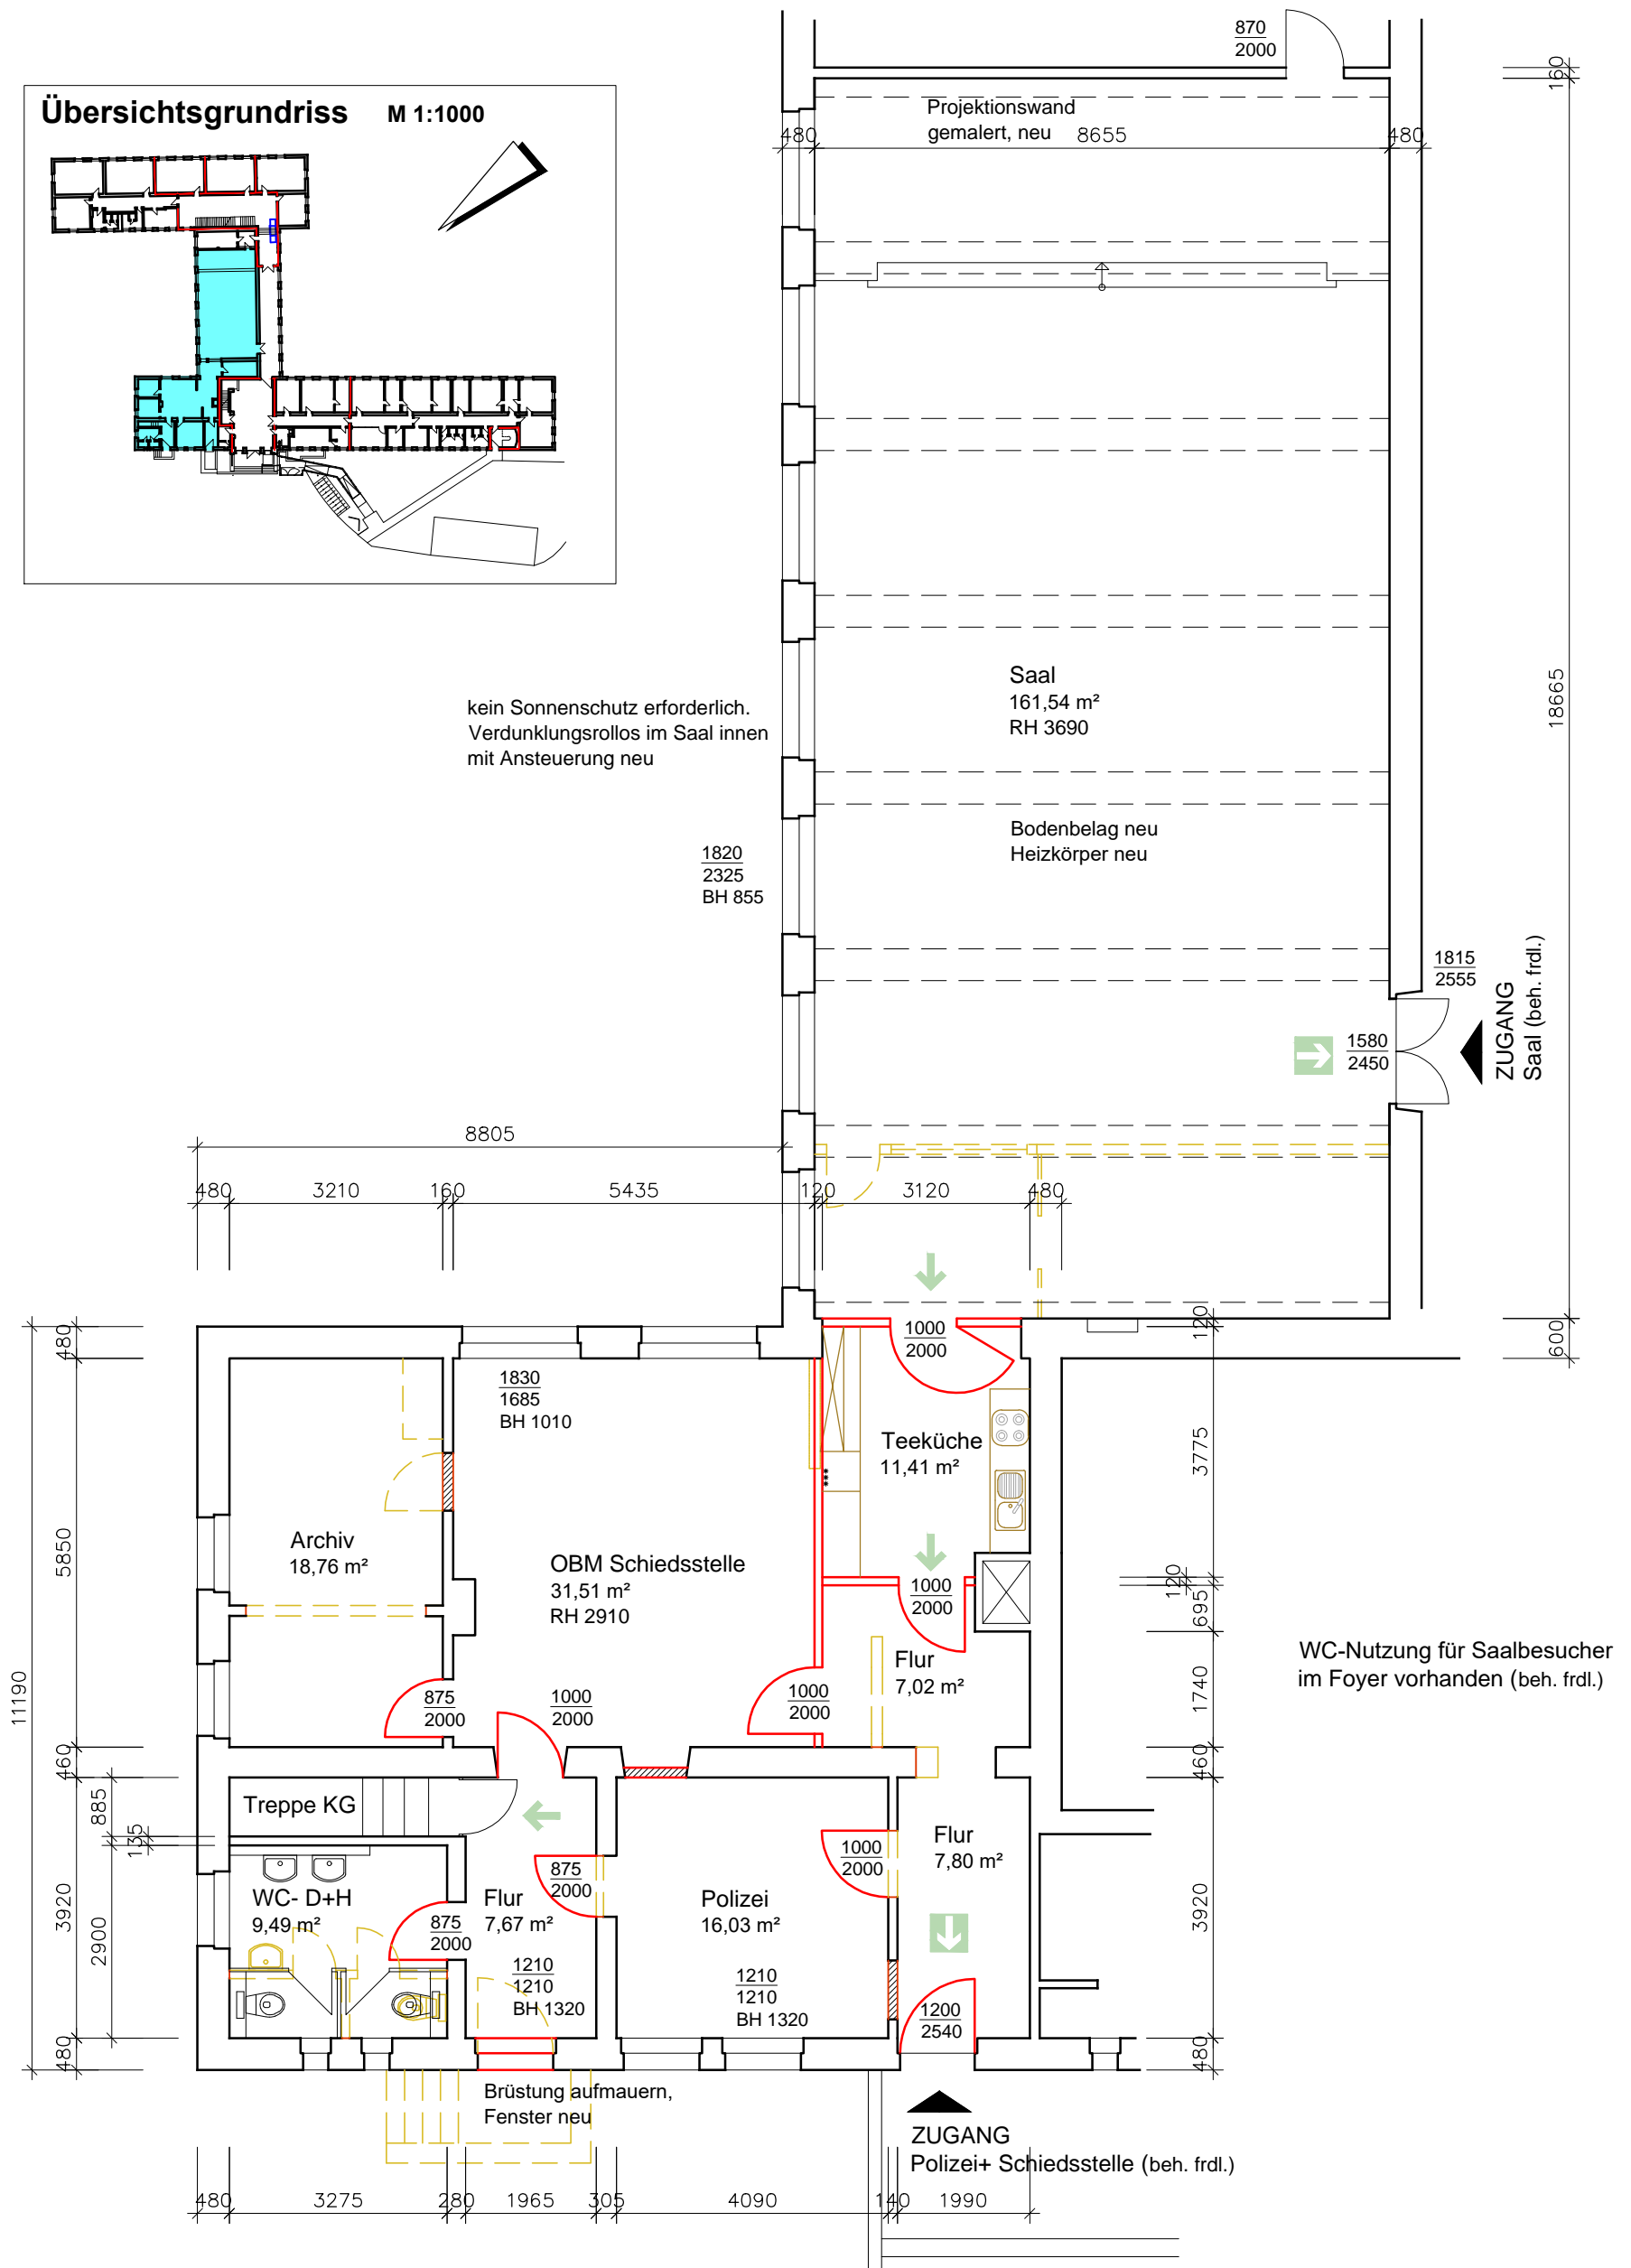 Übersichtsgrundriss M 1:1000
870
2000
160
Projektionswand
gemalert, neu
480
8655
480
18665
Saal
161,54 m²
RH 3690
kein Sonnenschutz erforderlich.
Verdunklungsrollos im Saal innen
mit Ansteuerung neu
Bodenbelag neu
Heizkörper neu
1820
2325
BH 855
1815
2555
ZUGANG
Saal (beh. frdl.)
1580
2450
8805
480
3210
160
5435
120
3120
480
480
120
600
1000
2000
1830
1685
BH 1010
Teeküche
11,41 m²
3775
Archiv
18,76 m²
5850
OBM Schiedsstelle
31,51 m²
RH 2910
1000
2000
120
695
WC-Nutzung für Saalbesucher
im Foyer vorhanden (beh. frdl.)
Flur
7,02 m²
11190
875
2000
1000
2000
1000
2000
1740
460
460
885
135
Treppe KG
Flur
7,80 m²
1000
2000
875
2000
WC- D+H
9,49 m²
Flur
7,67 m²
Polizei
16,03 m²
3920
2900
3920
875
2000
1210
1210
BH 1320
1210
1210
BH 1320
1200
2540
480
480
Brüstung aufmauern,
Fenster neu
ZUGANG
Polizei+ Schiedsstelle (beh. frdl.)
480
3275
280
1965
305
4090
140
1990